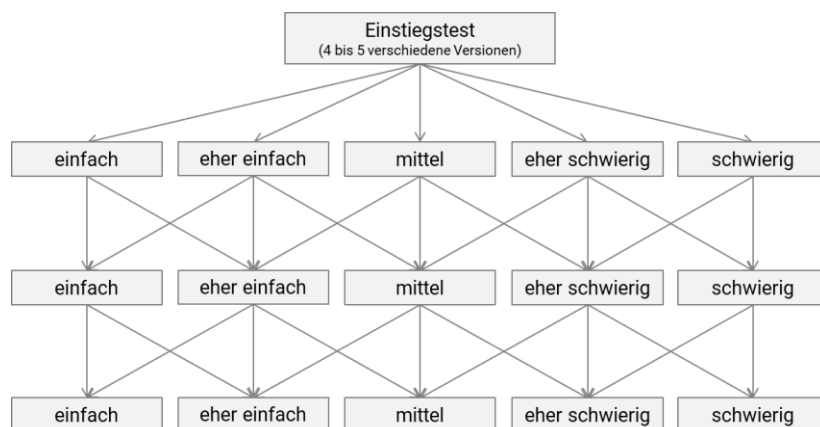 Einstiegstest
(4 bis 5 verschiedene Versionen)
einfach
eher einfach
mittel
eher schwierig
schwierig
einfach
eher einfach
mittel
eher schwierig
schwierig
einfach
eher einfach
mittel
eher schwierig
schwierig